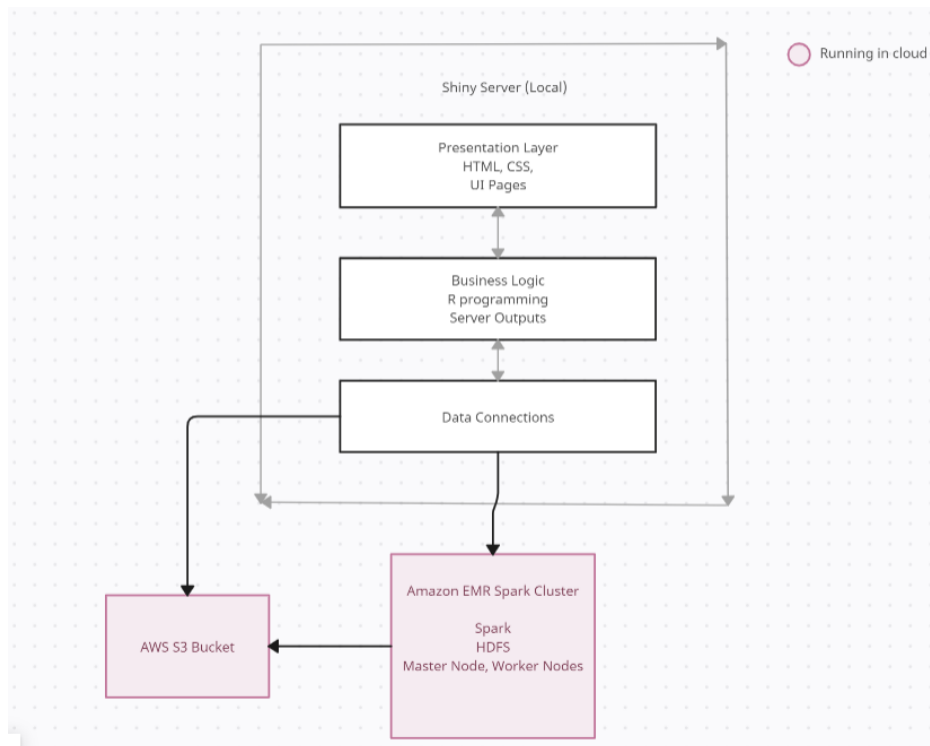 Running in cloud
Shiny Server (Local)
Presentation Layer
HTML, CSS,
UI Pages
Business Logic
R programming
Server Outputs
Data Connections
Amazon EMR Spark Cluster
Spark
HDFS
Master Node, Worker Nodes
AWS S3 Bucket